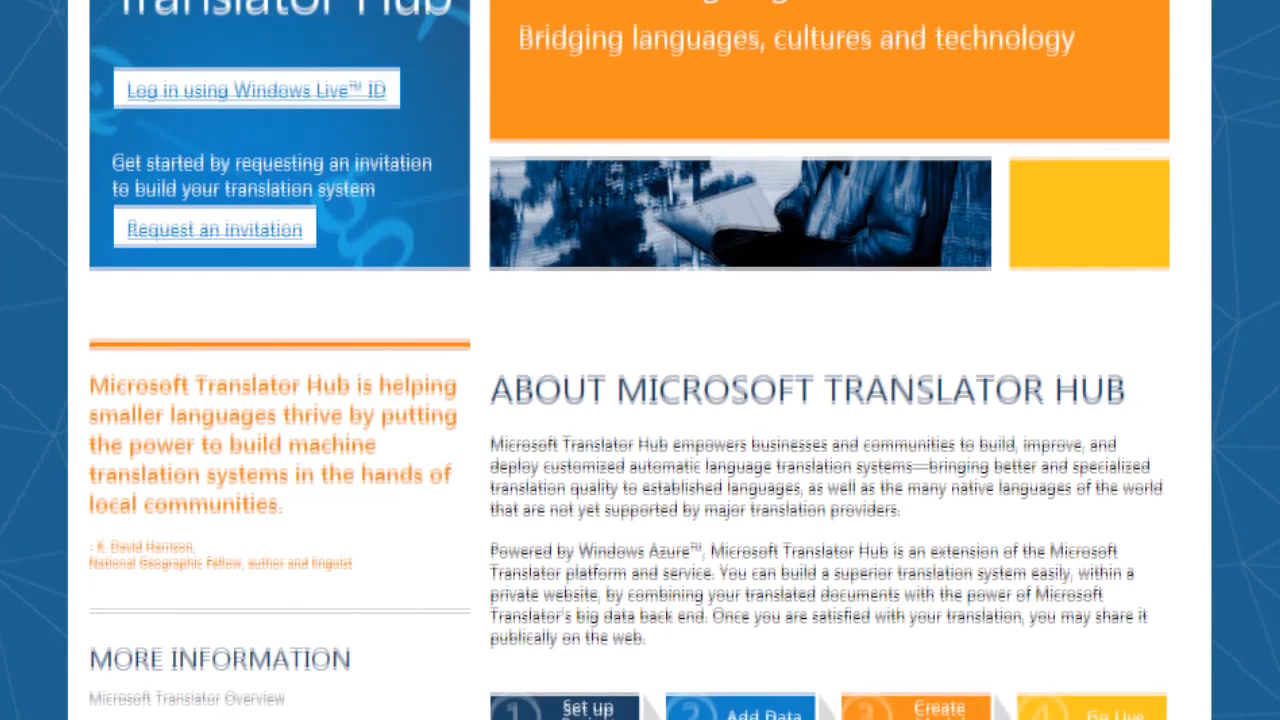 Translator Hub
Log in using Windows Live™ ID
Get started by requesting an invitation
to build your translation system
Request an invitation
Bridging languages, cultures and technology
Microsoft Translator Hub is helping
smaller languages thrive by putting
the power to build machine
translation systems in the hands of
local communities.
- K. David Harrison,
National Geographic Fellow, author and linguist
MORE INFORMATION
Microsoft Translator Overview
ABOUT MICROSOFT TRANSLATOR HUB
Microsoft Translator Hub empowers businesses and communities to build, improve, and
deploy customized automatic language translation systems—bringing better and specialized
translation quality to established languages, as well as the many native languages of the world
that are not yet supported by major translation providers.
Powered by Windows Azure™, Microsoft Translator Hub is an extension of the Microsoft
Translator platform and service. You can build a superior translation system easily, within a
private website, by combining your translated documents with the power of Microsoft
Translator's big data back end. Once you are satisfied with your translation, you may share it
publically on the web.
1 Set up
2 Add Data
3 Create
4 Go Live